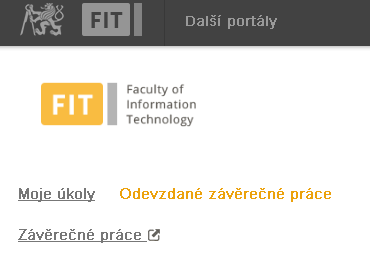 FIT Další portály
FIT Faculty of
Information
Technology
Moje úkoly Odevzdané závěrečné práce
Závěrečné práce